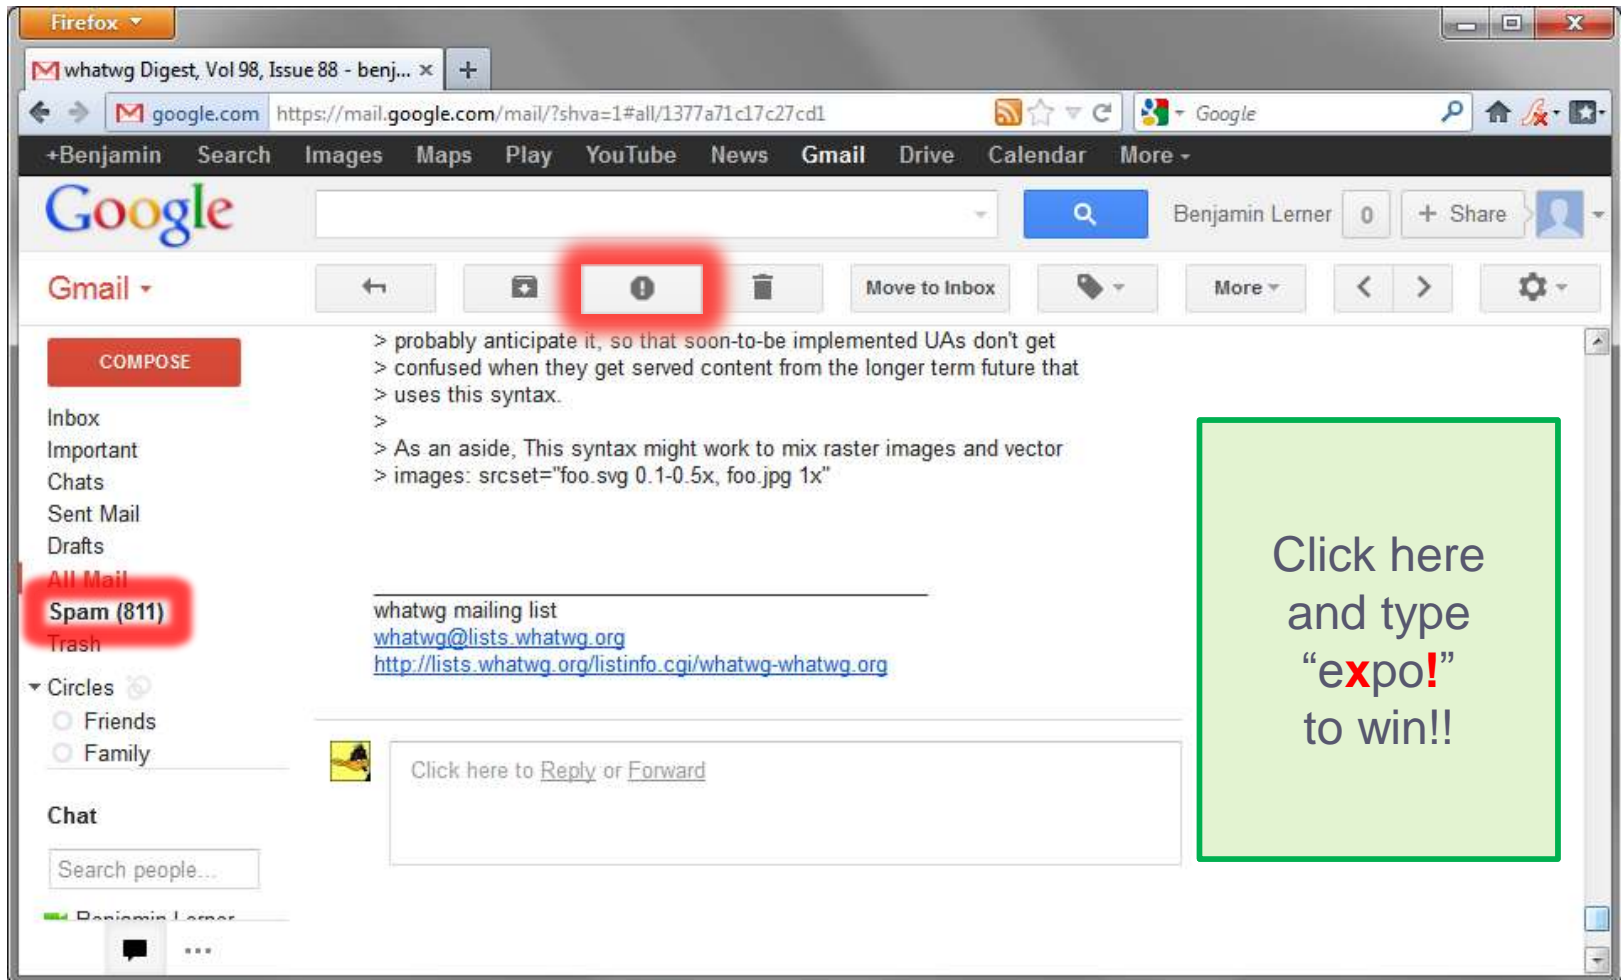 Firefox
whatwg Digest, Vol 98, Issue 88 - benj...
google.com https://mail.google.com/mail/?shva=1#all/1377a71c17c27cd1 Google
+Benjamin Search Images Maps Play YouTube News Gmail Drive Calendar More
Google
Benjamin Lerner 0 + Share
Gmail
Move to Inbox More
COMPOSE
Inbox
Important
Chats
Sent Mail
Drafts
All Mail
Spam (811)
Trash
Circles
Friends
Family
Chat
Search people...
Benjamin Lerner
> probably anticipate it, so that soon-to-be implemented UAs don't get
> confused when they get served content from the longer term future that
> uses this syntax.
>
> As an aside, This syntax might work to mix raster images and vector
> images: srcset="foo.svg 0.1-0.5x, foo.jpg 1x"
whatwg mailing list
whatwg@lists.whatwg.org
http://lists.whatwg.org/listinfo.cgi/whatwg-whatwg.org
Click here to Reply or Forward
Click here
and type
“expo!”
to win!!